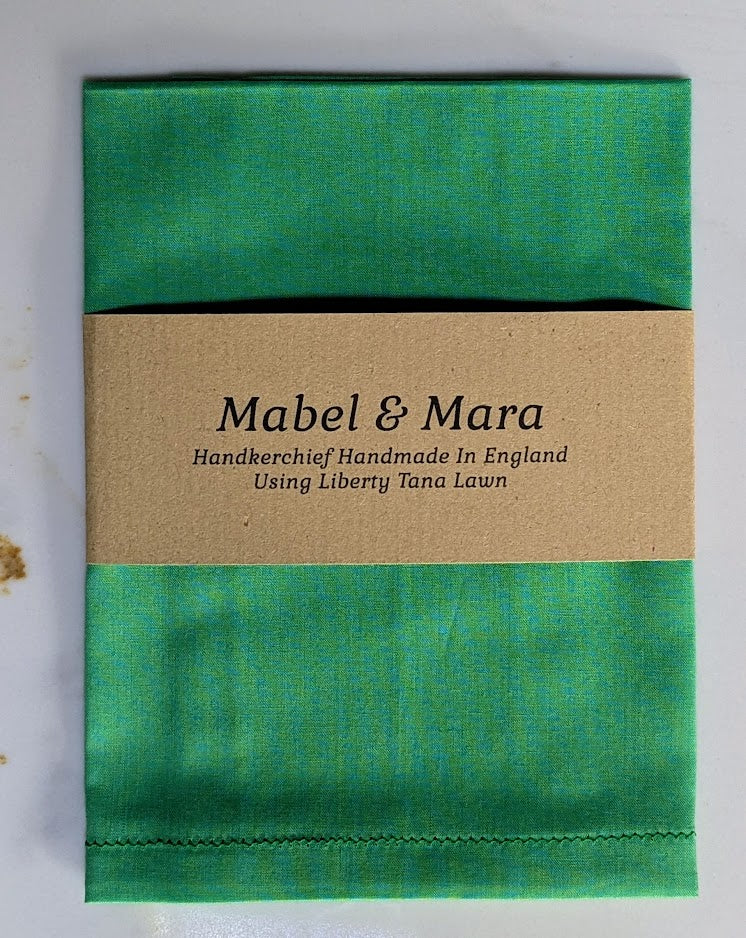 Mabel & Mara
Handkerchief Handmade In England
Using Liberty Tana Lawn